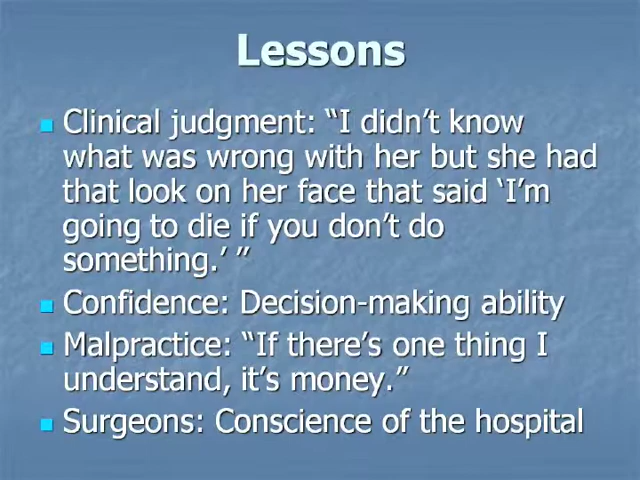 Lessons
Clinical judgment: “I didn’t know
what was wrong with her but she had
that look on her face that said ‘I’m
going to die if you don’t do
something.’ ”
Confidence: Decision-making ability
Malpractice: “If there’s one thing I
understand, it’s money.”
Surgeons: Conscience of the hospital